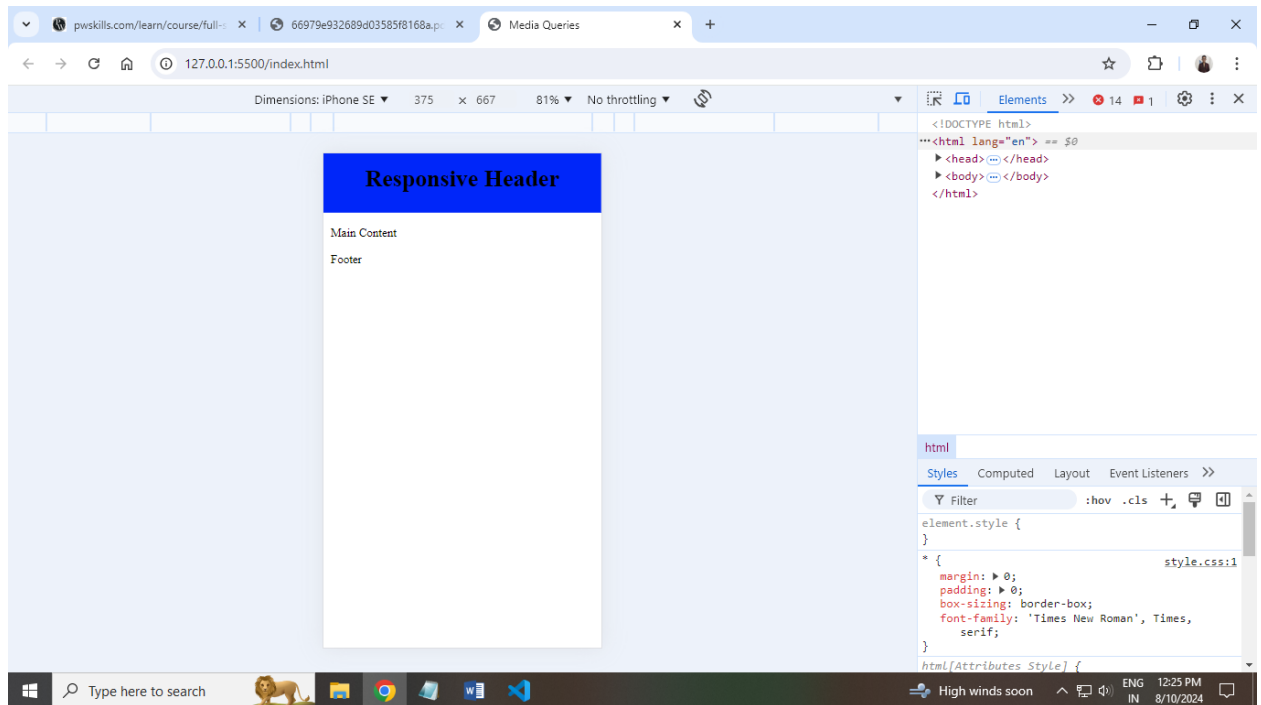 pwskills.com/learn/course/full-s
66979e932689d03585f8168a.pc
Media Queries
127.0.0.1:5500/index.html
Dimensions: iPhone SE ▼ 375 × 667 81% ▼ No throttling ▼
Elements 14 1
<!DOCTYPE html>
···<html lang="en"> == $0
▶<head>…</head>
▶<body>…</body>
</html>
Responsive Header
Main Content
Footer
html
Styles Computed Layout Event Listeners
Filter :hov .cls
element.style {
}
* { style.css:1
margin: ▶ 0;
padding: ▶ 0;
box-sizing: border-box;
font-family: 'Times New Roman', Times,
serif;
}
html[Attributes Style] {
Type here to search
High winds soon
ENG
IN
12:25 PM
8/10/2024